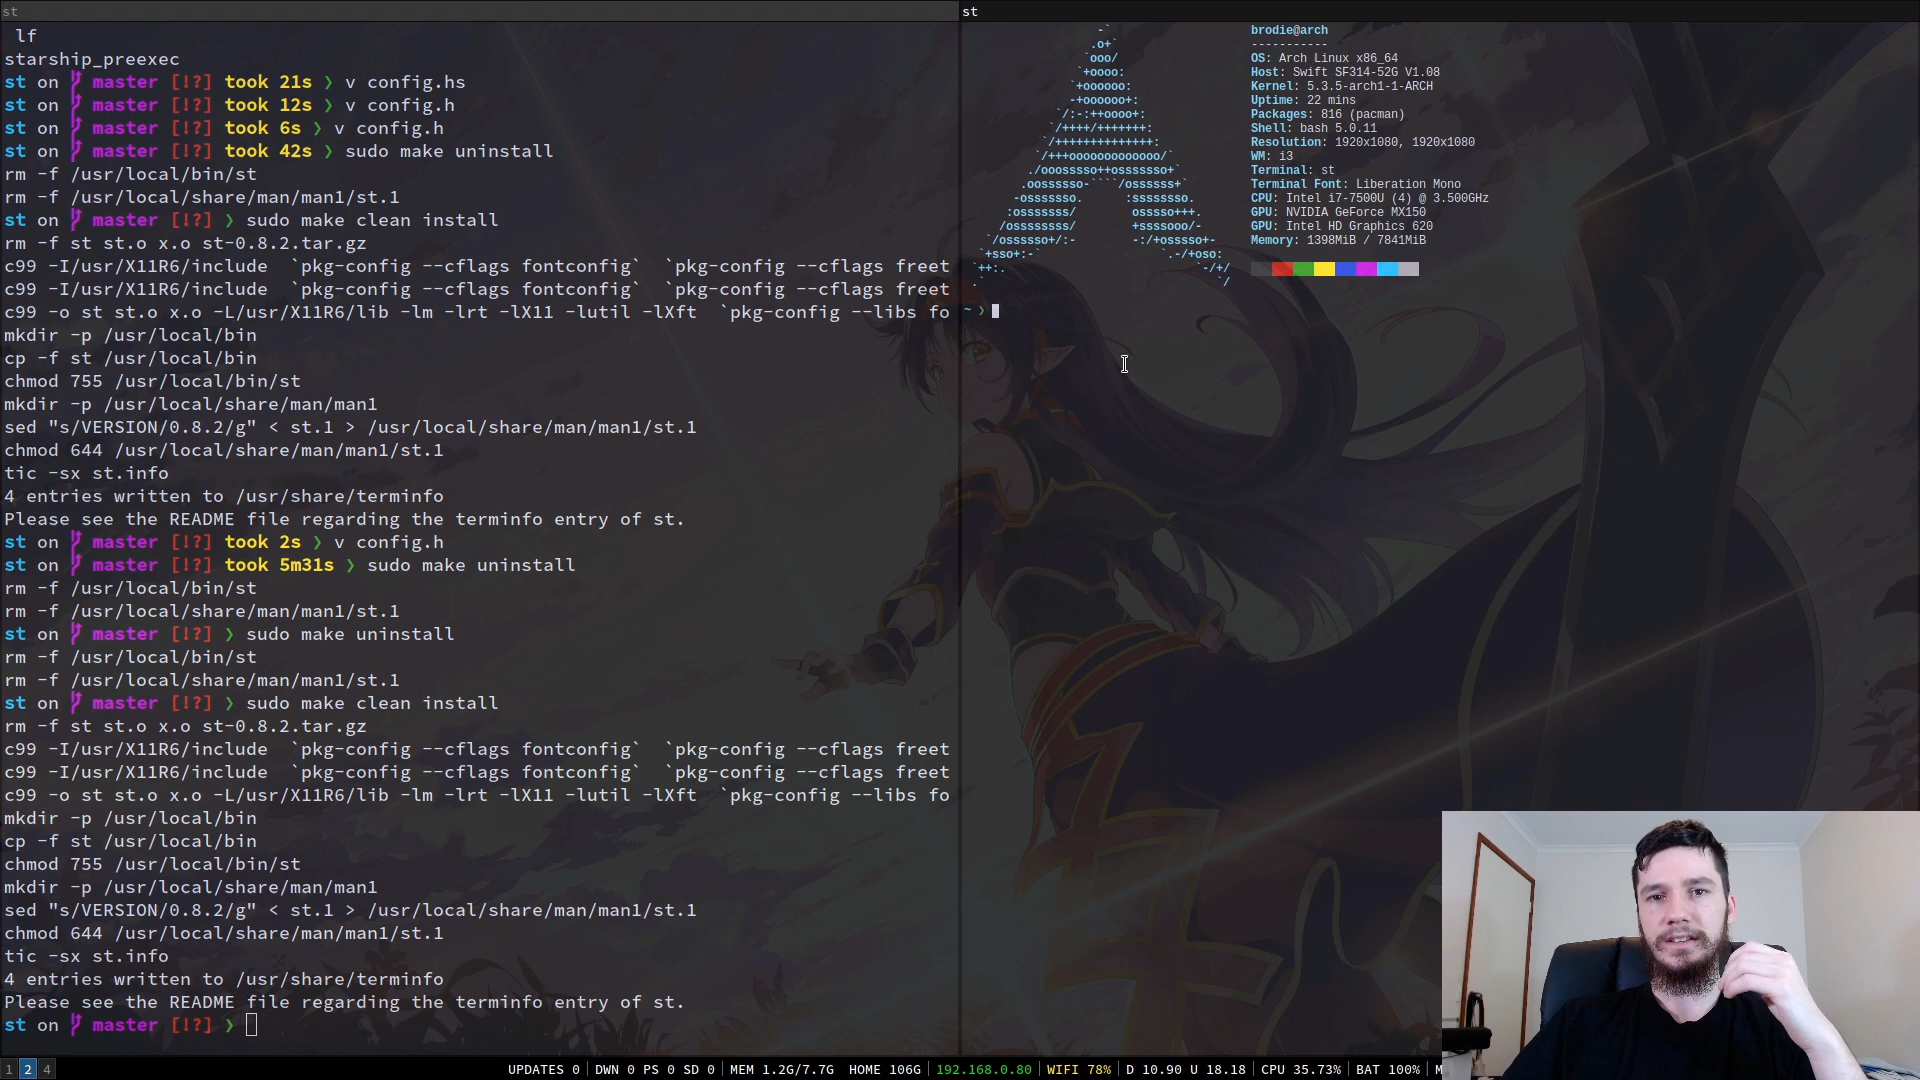 st
lf
starship_preexec
st on master [!?] took 21s ❯ v config.hs
st on master [!?] took 12s ❯ v config.h
st on master [!?] took 6s ❯ v config.h
st on master [!?] took 42s ❯ sudo make uninstall
rm -f /usr/local/bin/st
rm -f /usr/local/share/man/man1/st.1
st on master [!?] ❯ sudo make clean install
rm -f st st.o x.o st-0.8.2.tar.gz
c99 -I/usr/X11R6/include  `pkg-config --cflags fontconfig`  `pkg-config --cflags freet
c99 -I/usr/X11R6/include  `pkg-config --cflags fontconfig`  `pkg-config --cflags freet
c99 -o st st.o x.o -L/usr/X11R6/lib -lm -lrt -lX11 -lutil -lXft  `pkg-config --libs fo
mkdir -p /usr/local/bin
cp -f st /usr/local/bin
chmod 755 /usr/local/bin/st
mkdir -p /usr/local/share/man/man1
sed "s/VERSION/0.8.2/g" < st.1 > /usr/local/share/man/man1/st.1
chmod 644 /usr/local/share/man/man1/st.1
tic -sx st.info
4 entries written to /usr/share/terminfo
Please see the README file regarding the terminfo entry of st.
st on master [!?] took 2s ❯ v config.h
st on master [!?] took 5m31s ❯ sudo make uninstall
rm -f /usr/local/bin/st
rm -f /usr/local/share/man/man1/st.1
st on master [!?] ❯ sudo make uninstall
rm -f /usr/local/bin/st
rm -f /usr/local/share/man/man1/st.1
st on master [!?] ❯ sudo make clean install
rm -f st st.o x.o st-0.8.2.tar.gz
c99 -I/usr/X11R6/include  `pkg-config --cflags fontconfig`  `pkg-config --cflags freet
c99 -I/usr/X11R6/include  `pkg-config --cflags fontconfig`  `pkg-config --cflags freet
c99 -o st st.o x.o -L/usr/X11R6/lib -lm -lrt -lX11 -lutil -lXft  `pkg-config --libs fo
mkdir -p /usr/local/bin
cp -f st /usr/local/bin
chmod 755 /usr/local/bin/st
mkdir -p /usr/local/share/man/man1
sed "s/VERSION/0.8.2/g" < st.1 > /usr/local/share/man/man1/st.1
chmod 644 /usr/local/share/man/man1/st.1
tic -sx st.info
4 entries written to /usr/share/terminfo
Please see the README file regarding the terminfo entry of st.
st on master [!?] ❯
st
brodie@arch
-----------
OS: Arch Linux x86_64
Host: Swift SF314-52G V1.08
Kernel: 5.3.5-arch1-1-ARCH
Uptime: 22 mins
Packages: 816 (pacman)
Shell: bash 5.0.11
Resolution: 1920x1080, 1920x1080
WM: i3
Terminal: st
Terminal Font: Liberation Mono
CPU: Intel i7-7500U (4) @ 3.500GHz
GPU: NVIDIA GeForce MX150
GPU: Intel HD Graphics 620
Memory: 1398MiB / 7841MiB
~ ❯
1 2 4
UPDATES 0 | DWN 0 PS 0 SD 0 | MEM 1.2G/7.7G  HOME 106G | 192.168.0.80 | WIFI 78% | D 10.90 U 18.18 | CPU 35.73% | BAT 100% | M